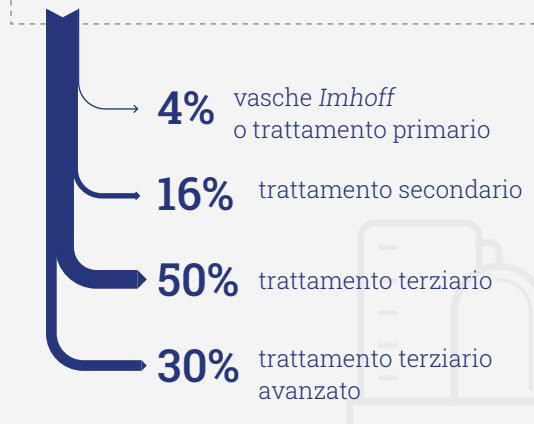 4% vasche Imhoff
o trattamento primario
16% trattamento secondario
50% trattamento terziario
30% trattamento terziario
avanzato